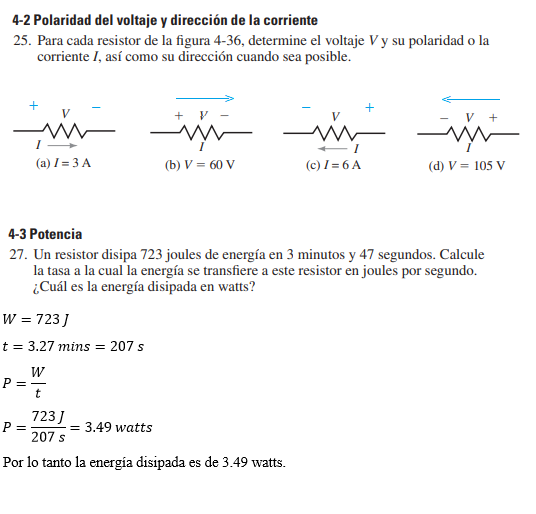 4-2 Polaridad del voltaje y dirección de la corriente
25. Para cada resistor de la figura 4-36, determine el voltaje V y su polaridad o la
corriente I, así como su dirección cuando sea posible.
+ V −
I
(a) I = 3 A
+ V −
I
(b) V = 60 V
− V +
I
(c) I = 6 A
− V +
I
(d) V = 105 V
4-3 Potencia
27. Un resistor disipa 723 joules de energía en 3 minutos y 47 segundos. Calcule
la tasa a la cual la energía se transfiere a este resistor en joules por segundo.
¿Cuál es la energía disipada en watts?
W = 723 J
t = 3.27 mins = 207 s
P = W/t
P = 723 J/207 s = 3.49 watts
Por lo tanto la energía disipada es de 3.49 watts.